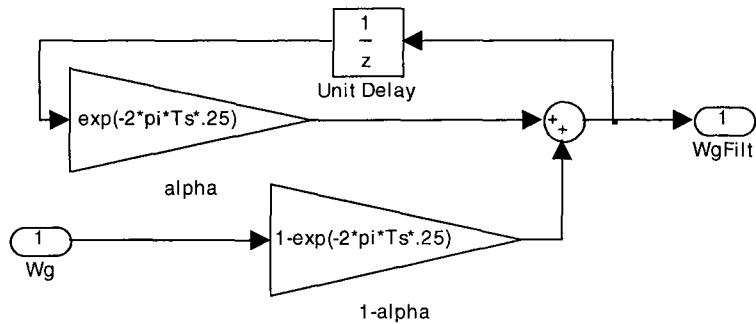 1
z
Unit Delay
exp(-2*pi*Ts*.25)
+
+
1
WgFilt
alpha
1
Wg
1-exp(-2*pi*Ts*.25)
1-alpha